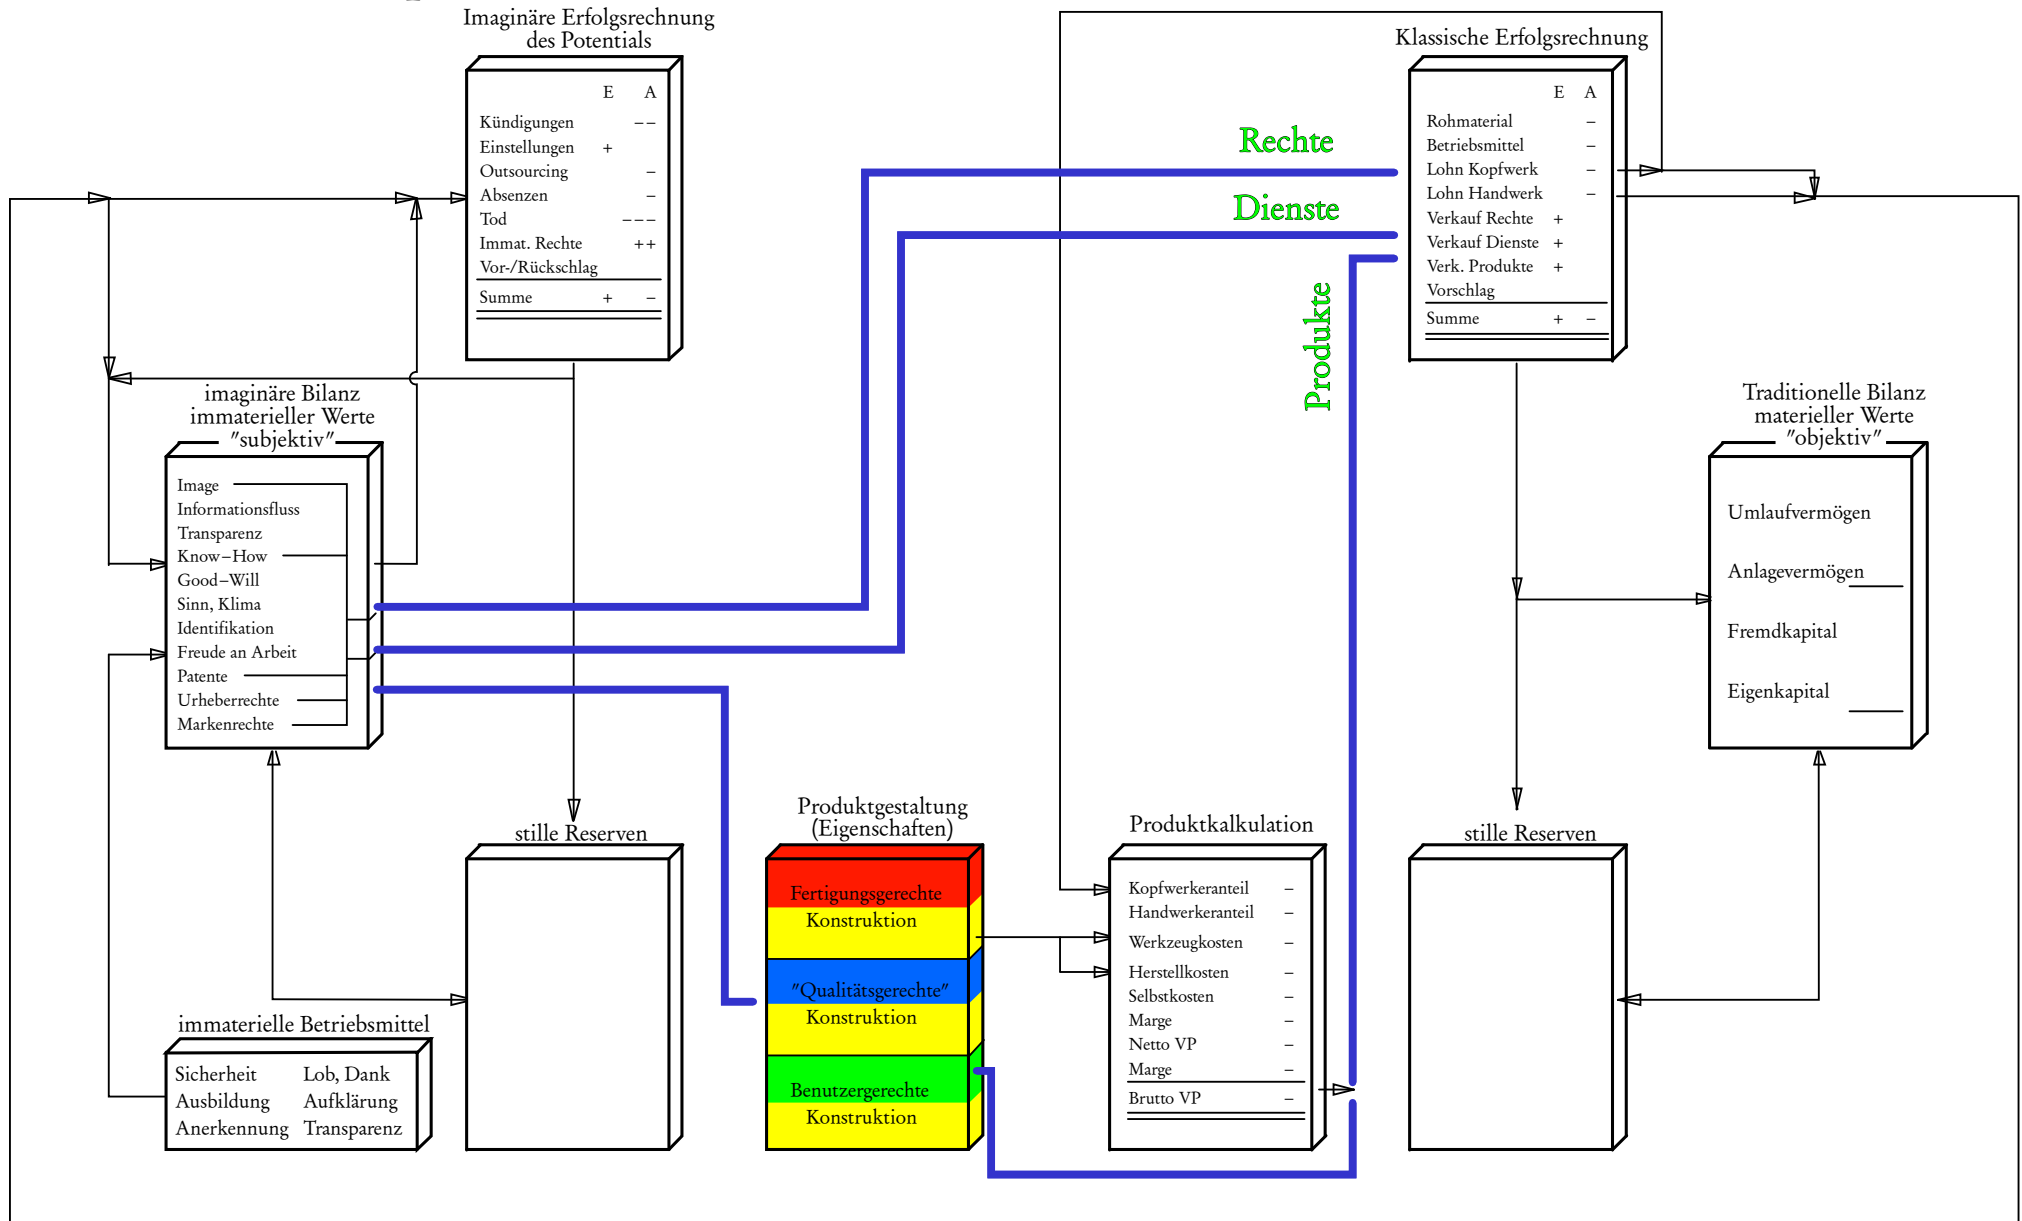 Imaginäre Erfolgsrechnung
des Potentials
E A
Kündigungen −−
Einstellungen +
Outsourcing −
Absenzen −
Tod −−−
Immat. Rechte ++
Vor-/Rückschlag
Summe + −
Klassische Erfolgsrechnung
E A
Rohmaterial −
Betriebsmittel −
Lohn Kopfwerk −
Lohn Handwerk −
Verkauf Rechte +
Verkauf Dienste +
Verk. Produkte +
Vorschlag
Summe + −
Rechte
Dienste
Produkte
imaginäre Bilanz
immaterieller Werte
"subjektiv"
Image
Informationsfluss
Transparenz
Know−How
Good−Will
Sinn, Klima
Identifikation
Freude an Arbeit
Patente
Urheberrechte
Markenrechte
Traditionelle Bilanz
materieller Werte
"objektiv"
Umlaufvermögen
Anlagevermögen
Fremdkapital
Eigenkapital
immaterielle Betriebsmittel
Sicherheit Lob, Dank
Ausbildung Aufklärung
Anerkennung Transparenz
stille Reserven
Produktgestaltung
(Eigenschaften)
Fertigungsgerechte
Konstruktion
"Qualitätsgerechte"
Konstruktion
Benutzergerechte
Konstruktion
Produktkalkulation
Kopfwerkeranteil −
Handwerkeranteil −
Werkzeugkosten −
Herstellkosten −
Selbstkosten −
Marge −
Netto VP −
Marge −
Brutto VP −
stille Reserven